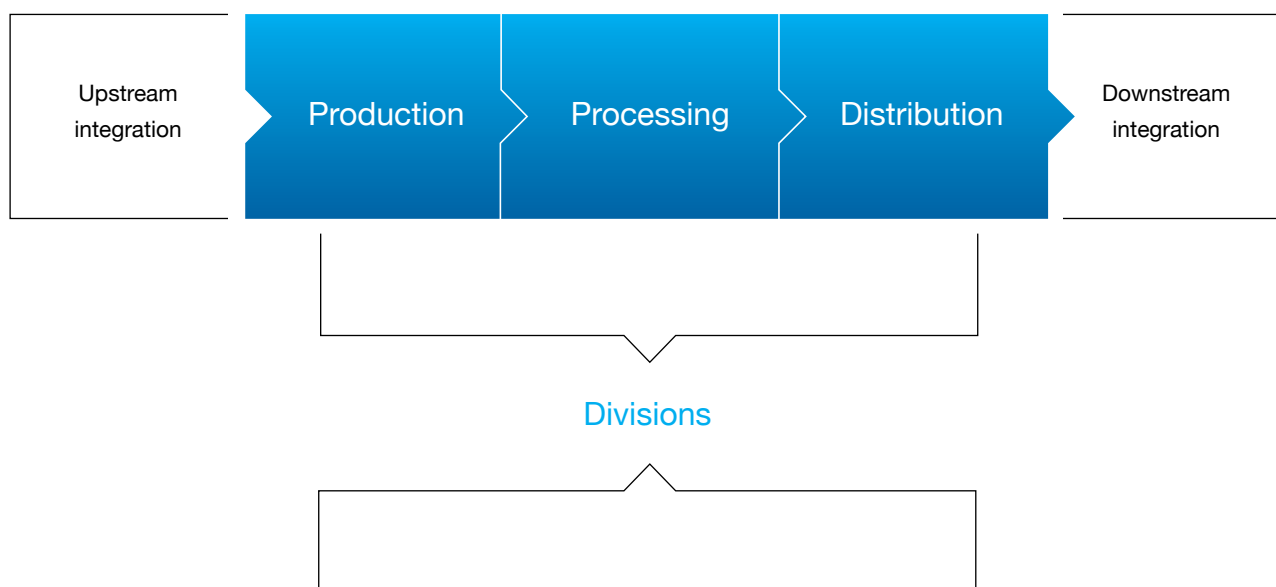 Upstream
integration
Production
Processing
Distribution
Downstream
integration
Divisions